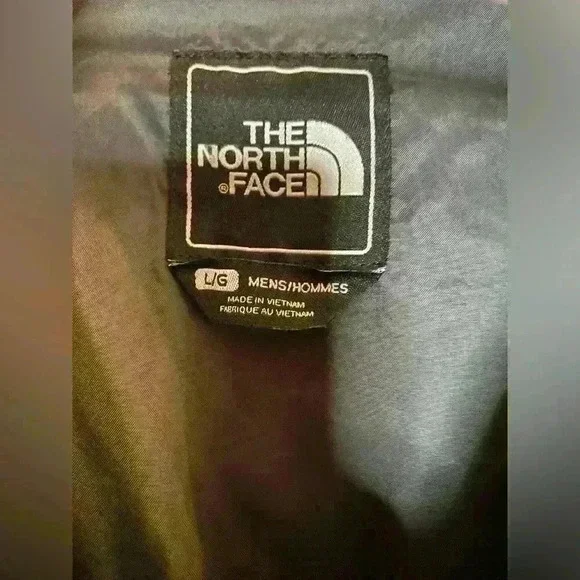 THE
NORTH
FACE®
L/G MENS/HOMMES
MADE IN VIETNAM
FABRIQUE AU VIETNAM